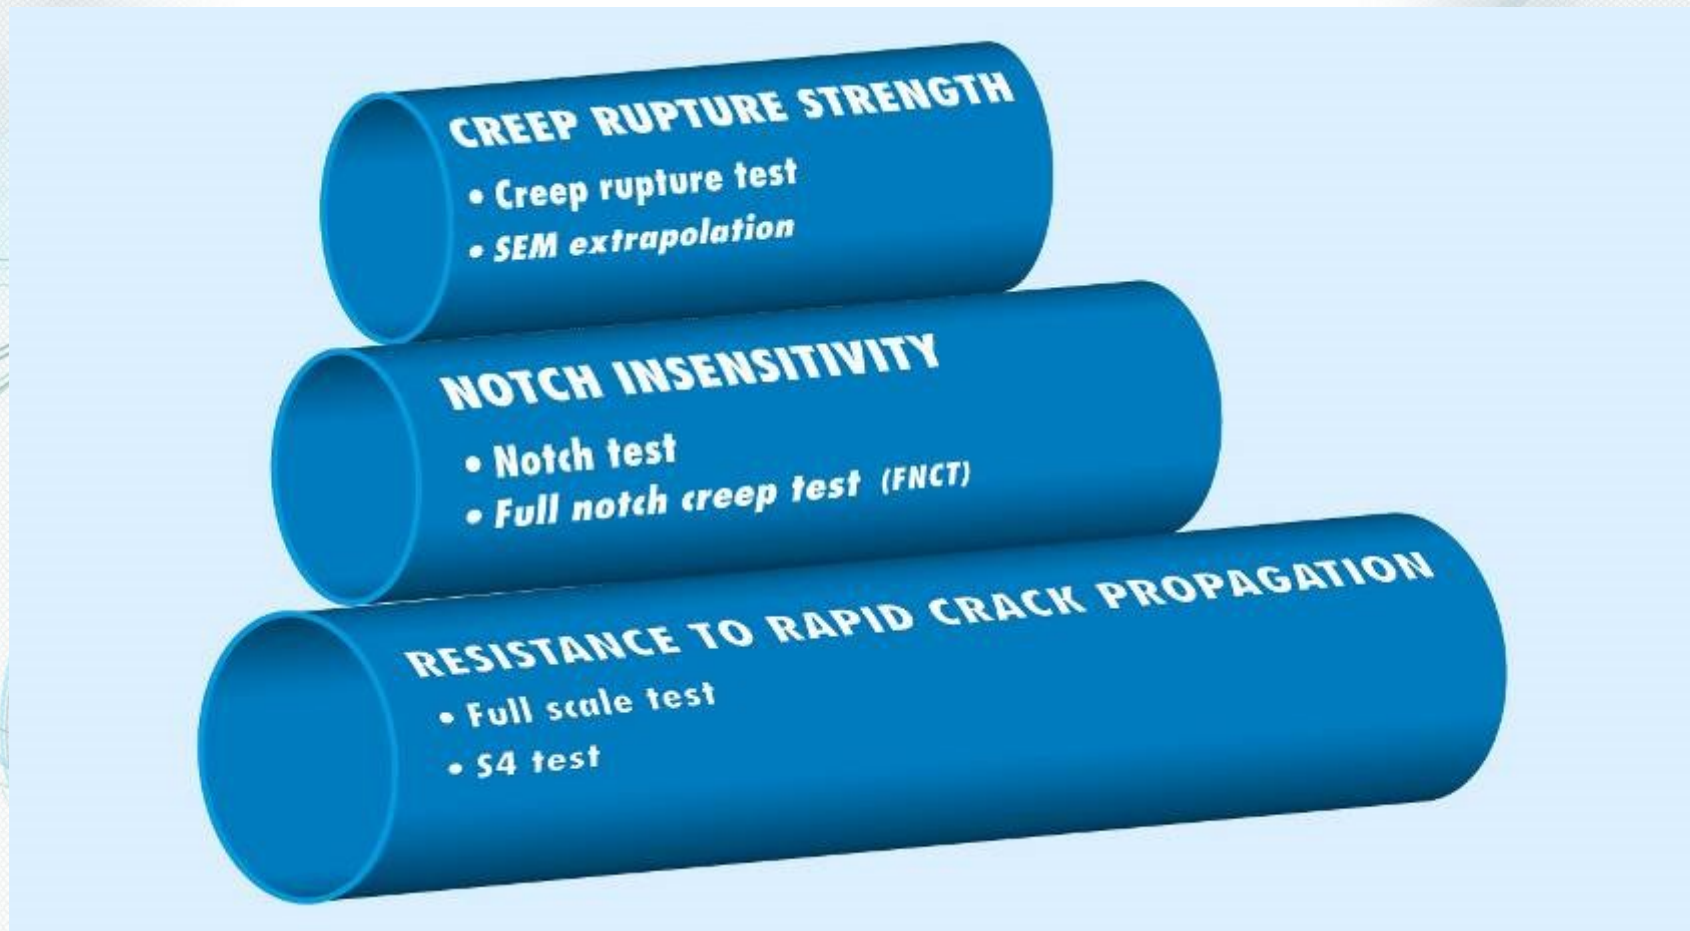 CREEP RUPTURE STRENGTH
• Creep rupture test
• SEM extrapolation
NOTCH INSENSITIVITY
• Notch test
• Full notch creep test (FNCT)
RESISTANCE TO RAPID CRACK PROPAGATION
• Full scale test
• S4 test